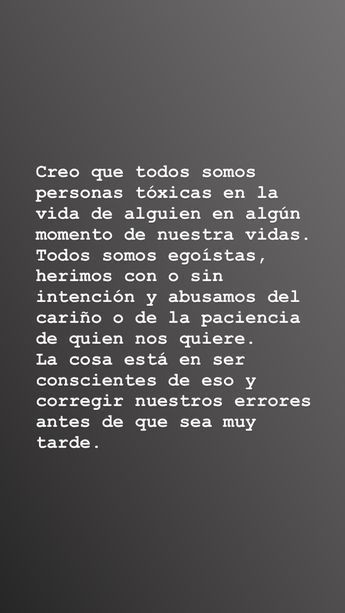 Creo que todos somos
personas tóxicas en la
vida de alguien en algún
momento de nuestra vidas.
Todos somos egoístas,
herimos con o sin
intención y abusamos del
cariño o de la paciencia
de quien nos quiere.
La cosa está en ser
conscientes de eso y
corregir nuestros errores
antes de que sea muy
tarde.